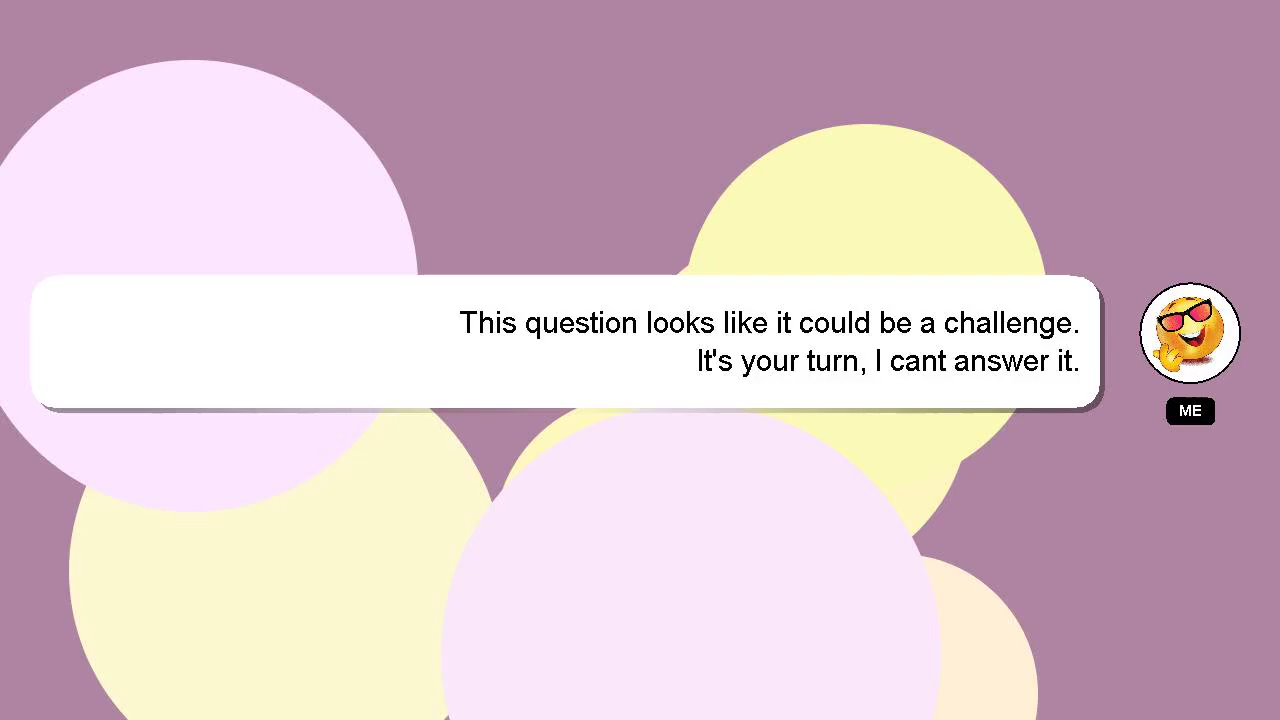 This question looks like it could be a challenge.
It's your turn, I cant answer it.
ME